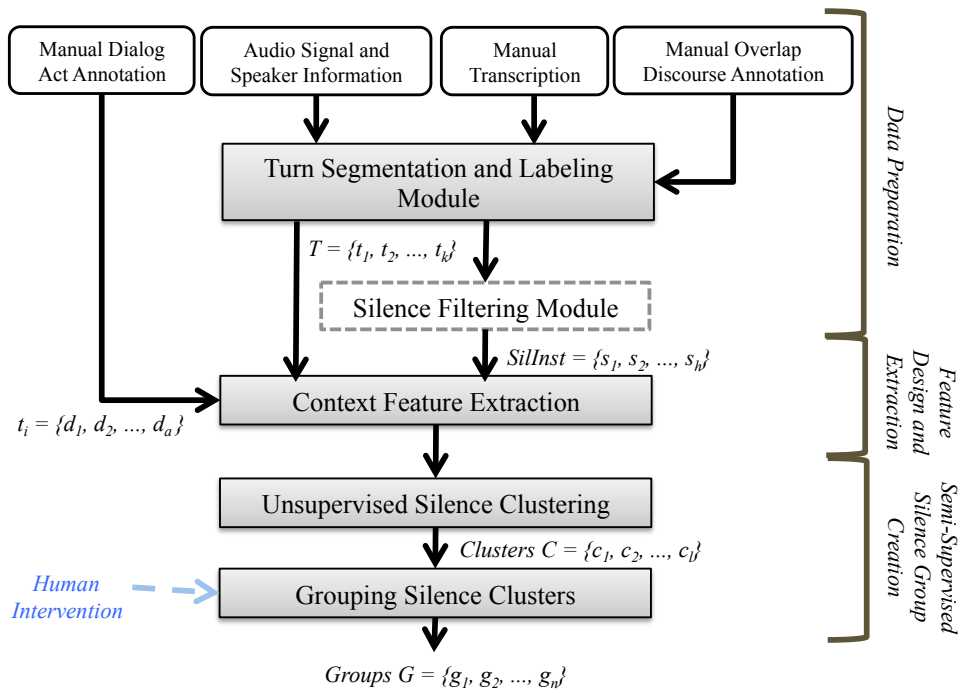 Manual Dialog
Act Annotation
Audio Signal and
Speaker Information
Manual
Transcription
Manual Overlap
Discourse Annotation
Turn Segmentation and Labeling
Module
T = {t1, t2, ..., tk}
Silence Filtering Module
SilInst = {s1, s2, ..., sh}
Context Feature Extraction
ti = {d1, d2, ..., da}
Unsupervised Silence Clustering
Clusters C = {c1, c2, ..., cl}
Human
Intervention
Grouping Silence Clusters
Groups G = {g1, g2, ..., gn}
Data Preparation
Feature
Design and
Extraction
Semi-Supervised
Silence Group
Creation